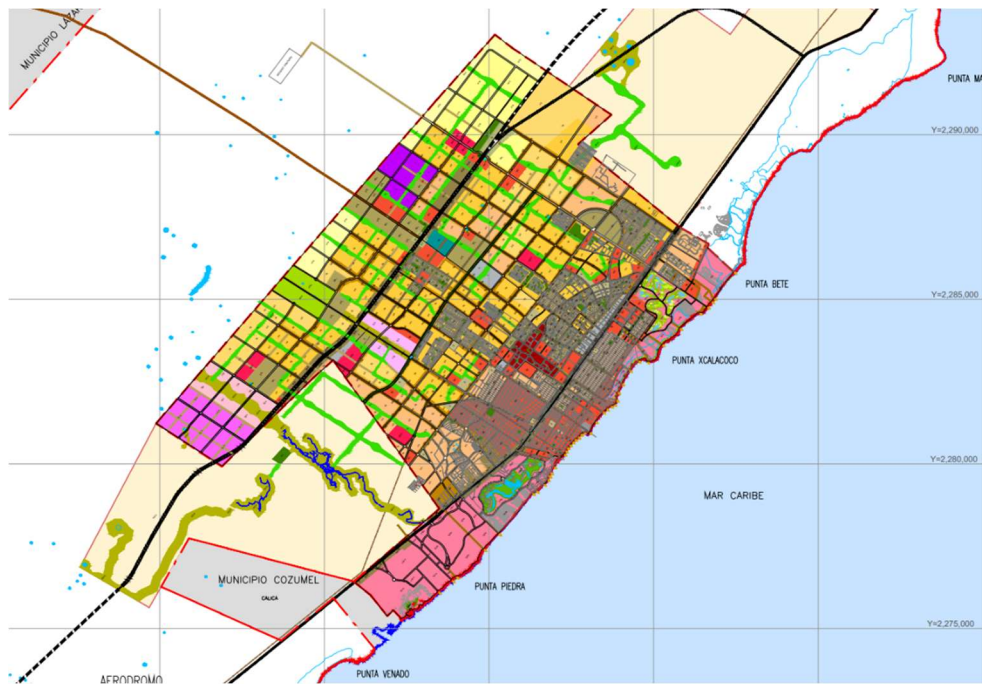 MUNICIPIO LÁZAR
PUNTA MA
Y=2,290,000
PUNTA BETE
Y=2,285,000
PUNTA XCALACOCO
Y=2,280,000
MAR CARIBE
MUNICIPIO COZUMEL
CALICA
PUNTA PIEDRA
Y=2,275,000
PUNTA VENADO
AERODROMO